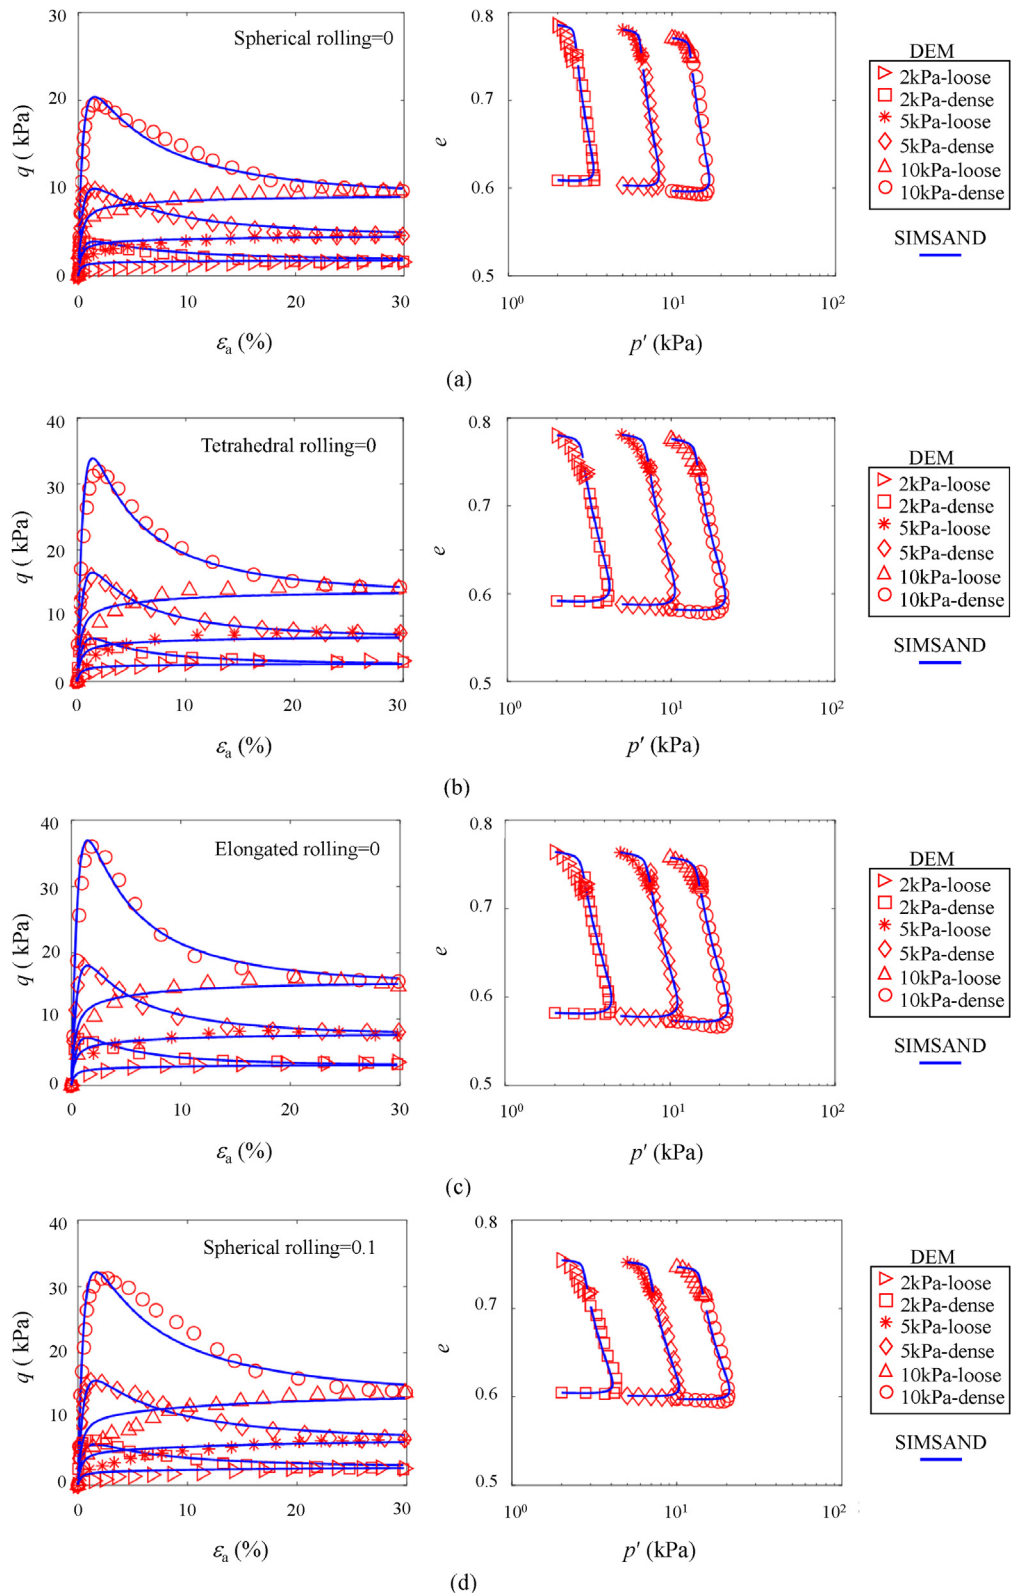 30
20
10
0
q ( kPa)
Spherical rolling=0
0 10 20 30
εa (%)
0.8
0.7
0.6
0.5
e
10⁰ 10¹ 10²
p′ (kPa)
DEM
2kPa-loose
2kPa-dense
5kPa-loose
5kPa-dense
10kPa-loose
10kPa-dense
SIMSAND
(a)
40
30
20
10
0
q ( kPa)
Tetrahedral rolling=0
0 10 20 30
εa (%)
0.8
0.7
0.6
0.5
e
10⁰ 10¹ 10²
p′ (kPa)
DEM
2kPa-loose
2kPa-dense
5kPa-loose
5kPa-dense
10kPa-loose
10kPa-dense
SIMSAND
(b)
40
30
20
10
0
q ( kPa)
Elongated rolling=0
0 10 20 30
εa (%)
0.8
0.7
0.6
0.5
e
10⁰ 10¹ 10²
p′ (kPa)
DEM
2kPa-loose
2kPa-dense
5kPa-loose
5kPa-dense
10kPa-loose
10kPa-dense
SIMSAND
(c)
40
30
20
10
0
q ( kPa)
Spherical rolling=0.1
0 10 20 30
εa (%)
0.8
0.7
0.6
0.5
e
10⁰ 10¹ 10²
p′ (kPa)
DEM
2kPa-loose
2kPa-dense
5kPa-loose
5kPa-dense
10kPa-loose
10kPa-dense
SIMSAND
(d)